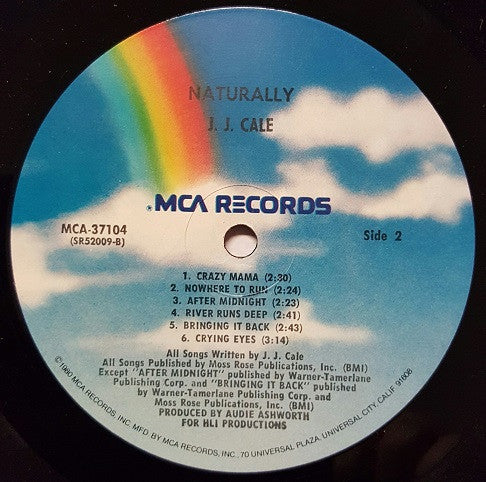 NATURALLY
J. J. CALE
MCA RECORDS
MCA-37104
(SR52009-B)
Side 2
1. CRAZY MAMA (2:30)
2. NOWHERE TO RUN (2:24)
3. AFTER MIDNIGHT (2:23)
4. RIVER RUNS DEEP (2:41)
5. BRINGING IT BACK (2:43)
6. CRYING EYES (3:14)
All Songs Written by J. J. Cale
All Songs Published by Moss Rose Publications, Inc. (BMI)
Except "AFTER MIDNIGHT" published by Warner-Tamerlane
Publishing Corp. and "BRINGING IT BACK" published
by Warner-Tamerlane Publishing Corp. and
Moss Rose Publications, Inc. (BMI)
PRODUCED BY AUDIE ASHWORTH
FOR HLI PRODUCTIONS
©1980 MCA RECORDS, INC. MFD. BY MCA RECORDS, INC., 70 UNIVERSAL PLAZA, UNIVERSAL CITY, CALIF. 91608